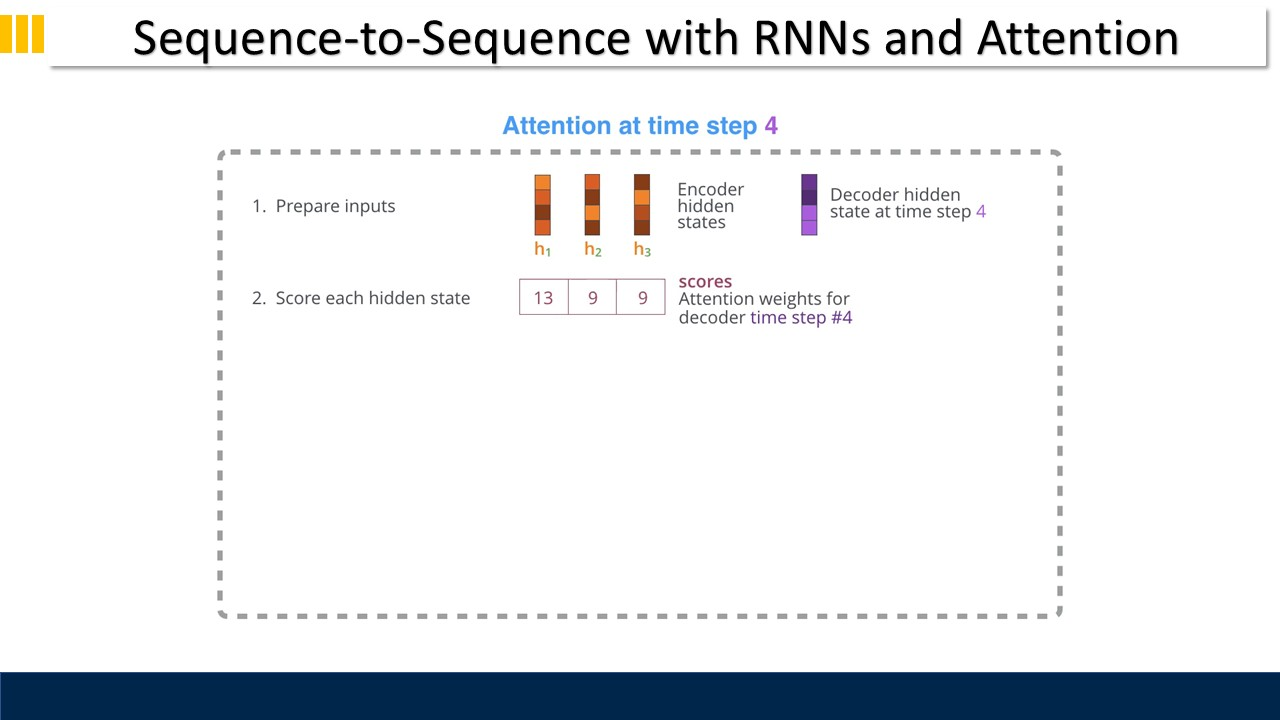 Sequence-to-Sequence with RNNs and Attention
Attention at time step 4
1. Prepare inputs
Encoder
hidden
states
Decoder hidden
state at time step 4
h₁ h₂ h₃
2. Score each hidden state
13 9 9
scores
Attention weights for
decoder time step #4